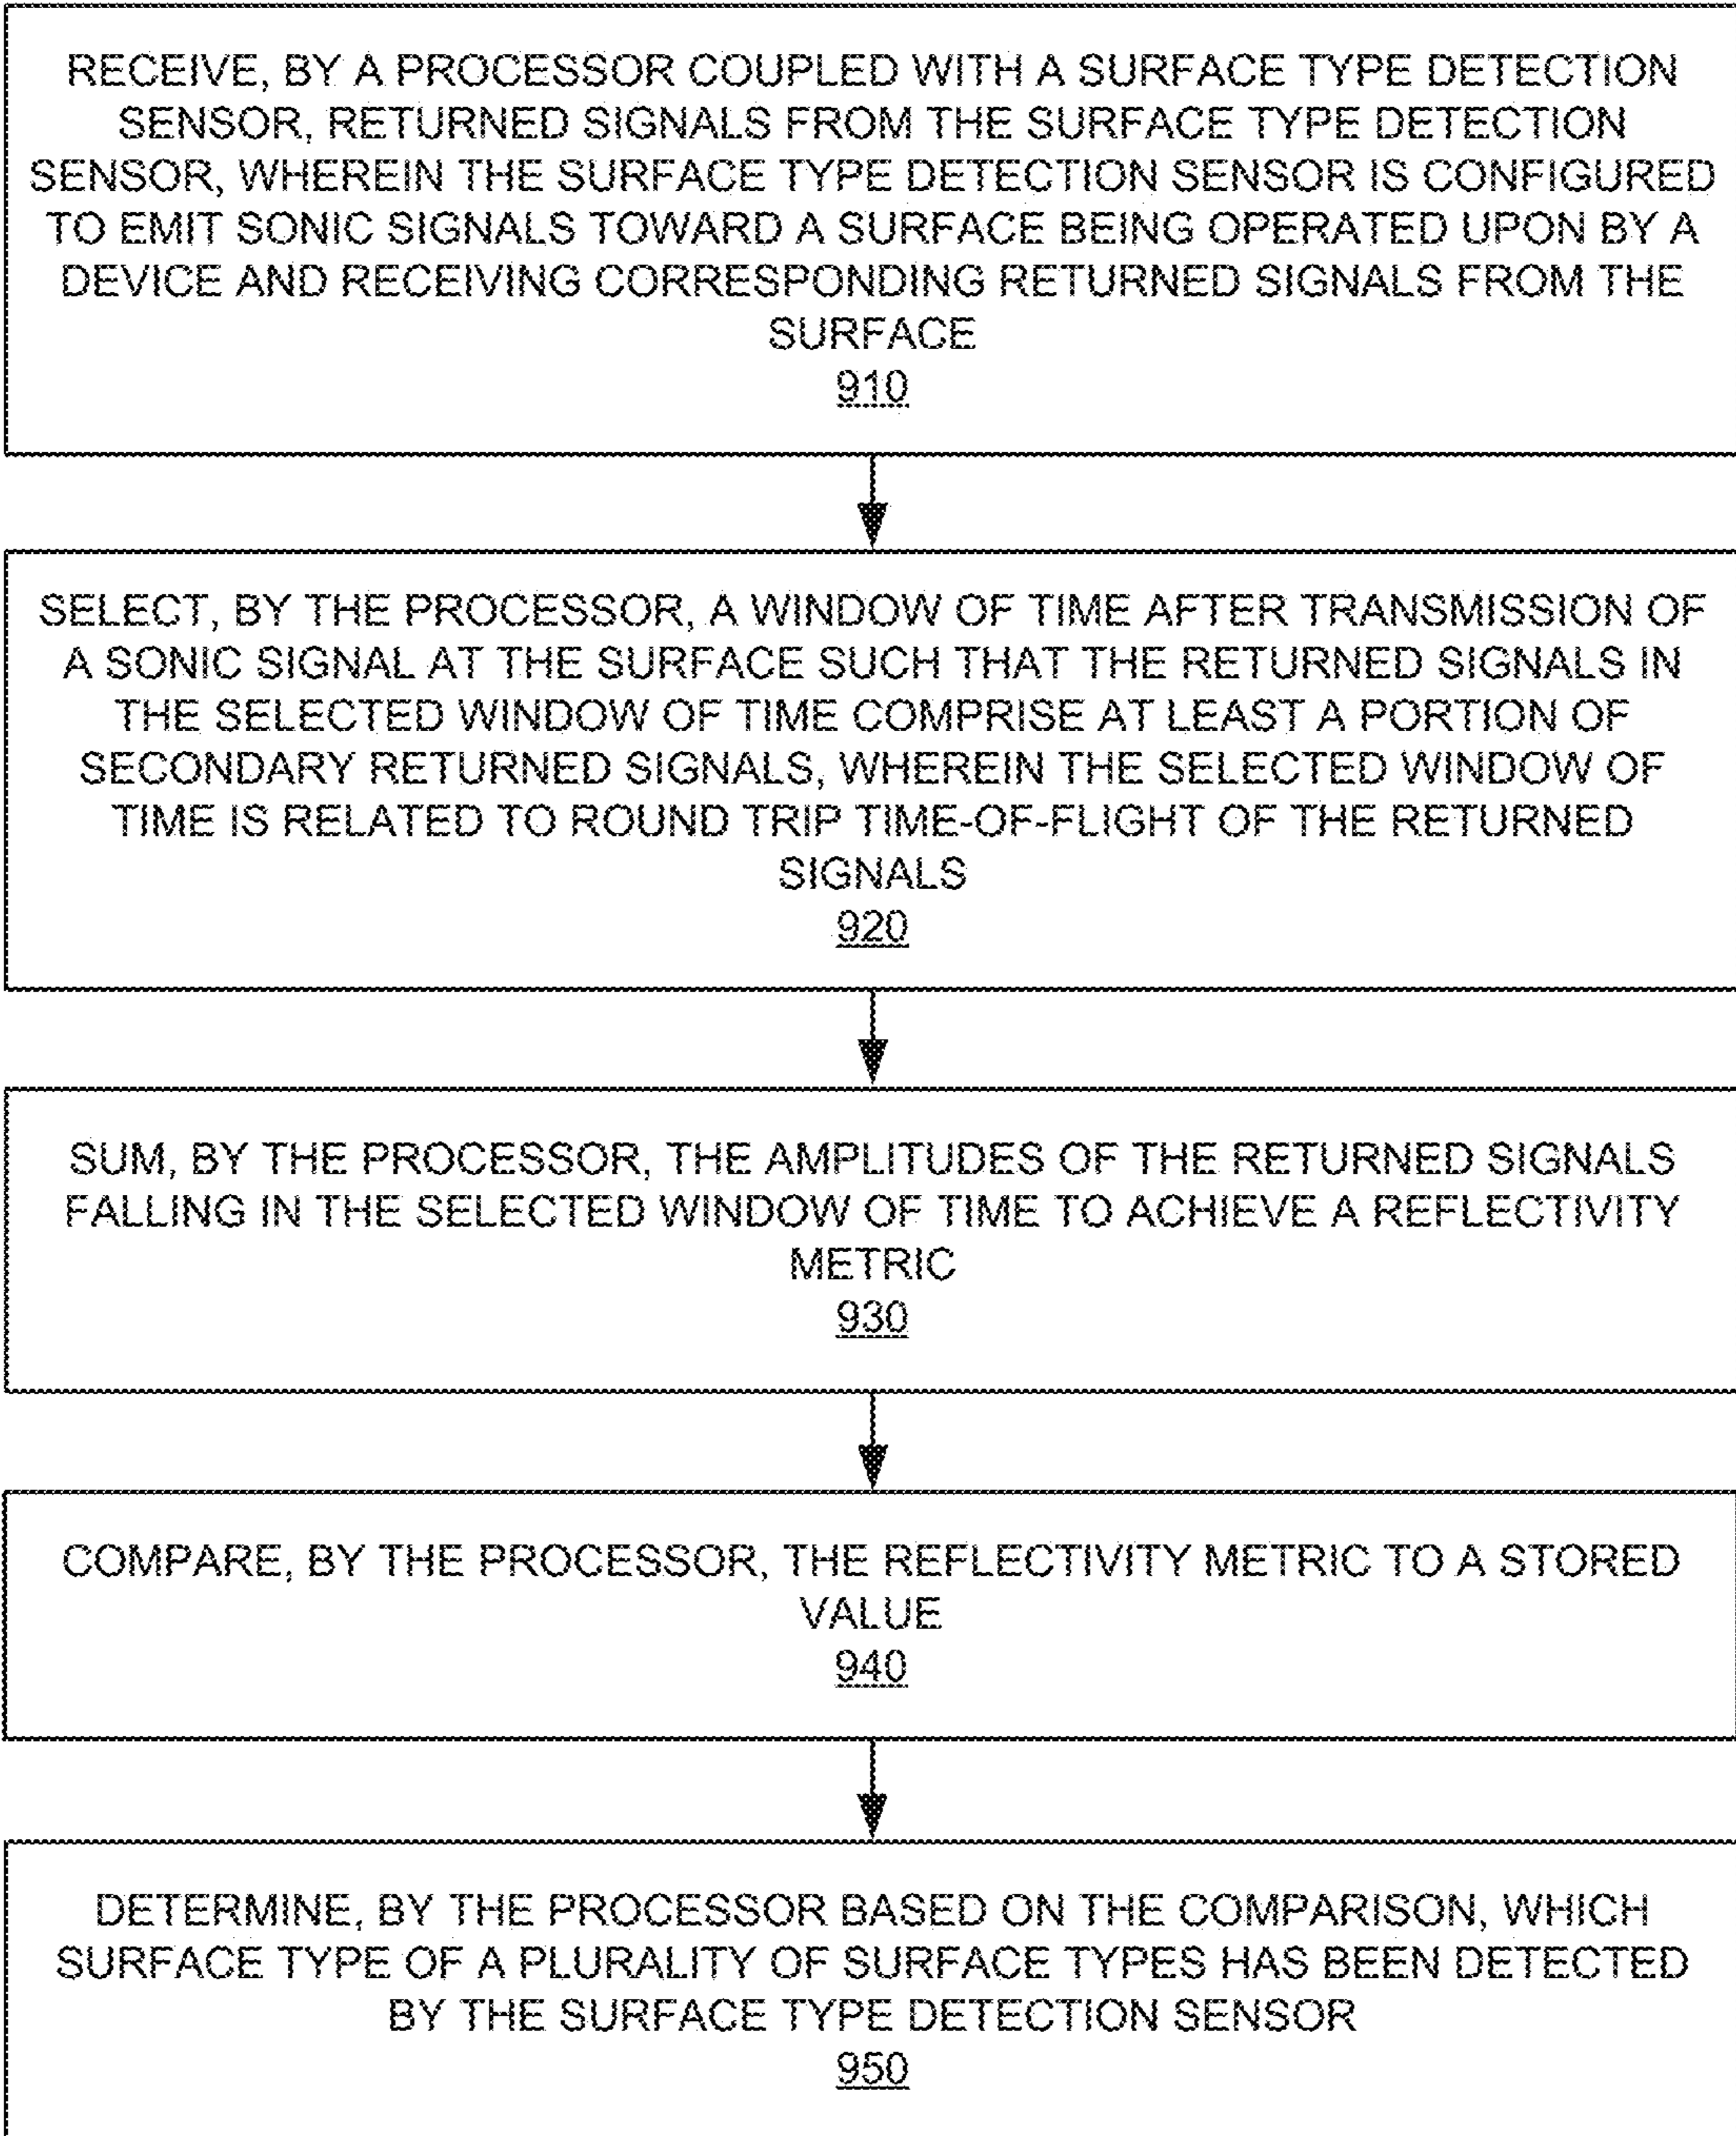 RECEIVE, BY A PROCESSOR COUPLED WITH A SURFACE TYPE DETECTION
SENSOR, RETURNED SIGNALS FROM THE SURFACE TYPE DETECTION
SENSOR, WHEREIN THE SURFACE TYPE DETECTION SENSOR IS CONFIGURED
TO EMIT SONIC SIGNALS TOWARD A SURFACE BEING OPERATED UPON BY A
DEVICE AND RECEIVING CORRESPONDING RETURNED SIGNALS FROM THE
SURFACE
910
SELECT, BY THE PROCESSOR, A WINDOW OF TIME AFTER TRANSMISSION OF
A SONIC SIGNAL AT THE SURFACE SUCH THAT THE RETURNED SIGNALS IN
THE SELECTED WINDOW OF TIME COMPRISE AT LEAST A PORTION OF
SECONDARY RETURNED SIGNALS, WHEREIN THE SELECTED WINDOW OF
TIME IS RELATED TO ROUND TRIP TIME-OF-FLIGHT OF THE RETURNED
SIGNALS
920
SUM, BY THE PROCESSOR, THE AMPLITUDES OF THE RETURNED SIGNALS
FALLING IN THE SELECTED WINDOW OF TIME TO ACHIEVE A REFLECTIVITY
METRIC
930
COMPARE, BY THE PROCESSOR, THE REFLECTIVITY METRIC TO A STORED
VALUE
940
DETERMINE, BY THE PROCESSOR BASED ON THE COMPARISON, WHICH
SURFACE TYPE OF A PLURALITY OF SURFACE TYPES HAS BEEN DETECTED
BY THE SURFACE TYPE DETECTION SENSOR
950